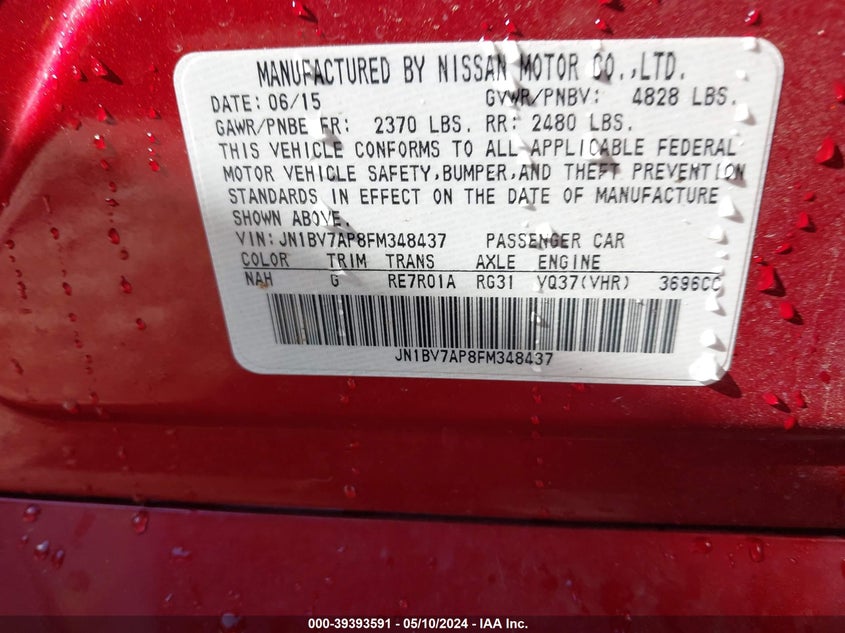 MANUFACTURED BY NISSAN MOTOR CO.,LTD.
DATE: 06/15 GVWR/PNBV: 4828 LBS.
GAWR/PNBE FR: 2370 LBS. RR: 2480 LBS.
THIS VEHICLE CONFORMS TO ALL APPLICABLE FEDERAL
MOTOR VEHICLE SAFETY,BUMPER,AND THEFT PREVENTION
STANDARDS IN EFFECT ON THE DATE OF MANUFACTURE
SHOWN ABOVE.
VIN:JN1BV7AP8FM348437 PASSENGER CAR
COLOR TRIM TRANS AXLE ENGINE
NAH G RE7R01A RG31 VQ37(VHR) 3696CC
JN1BV7AP8FM348437
000-39393591 - 05/10/2024 - IAA Inc.